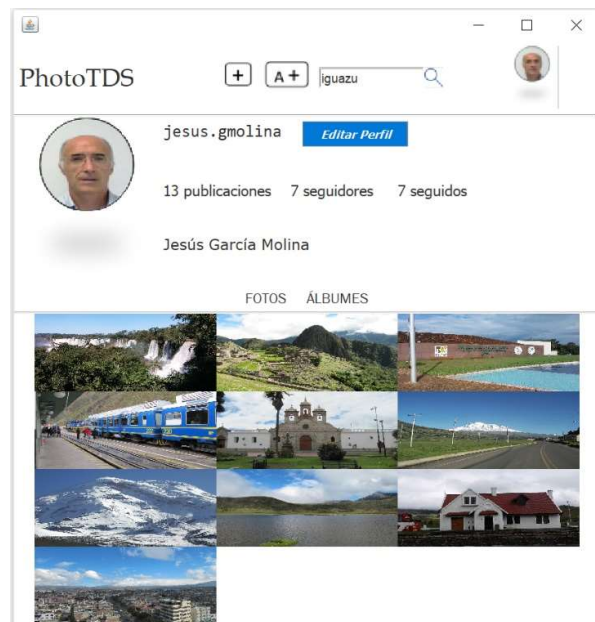 PhotoTDS
+ A+ iguazu
jesus.gmolina Editar Perfil
13 publicaciones 7 seguidores 7 seguidos
Jesús García Molina
FOTOS ÁLBUMES